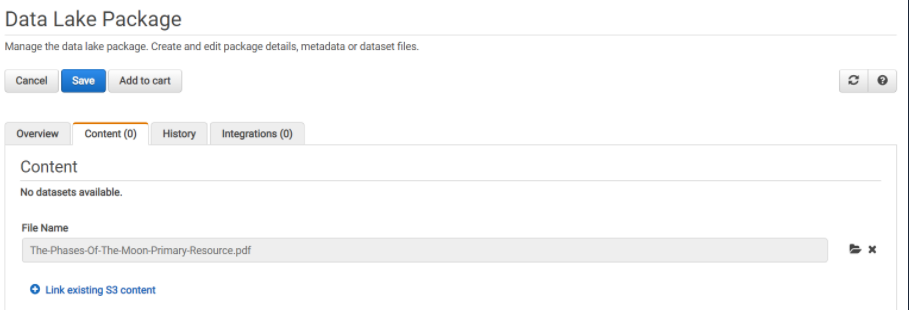 Data Lake Package
Manage the data lake package. Create and edit package details, metadata or dataset files.
Cancel Save Add to cart
Overview Content (0) History Integrations (0)
Content
No datasets available.
File Name
The-Phases-Of-The-Moon-Primary-Resource.pdf
Link existing S3 content